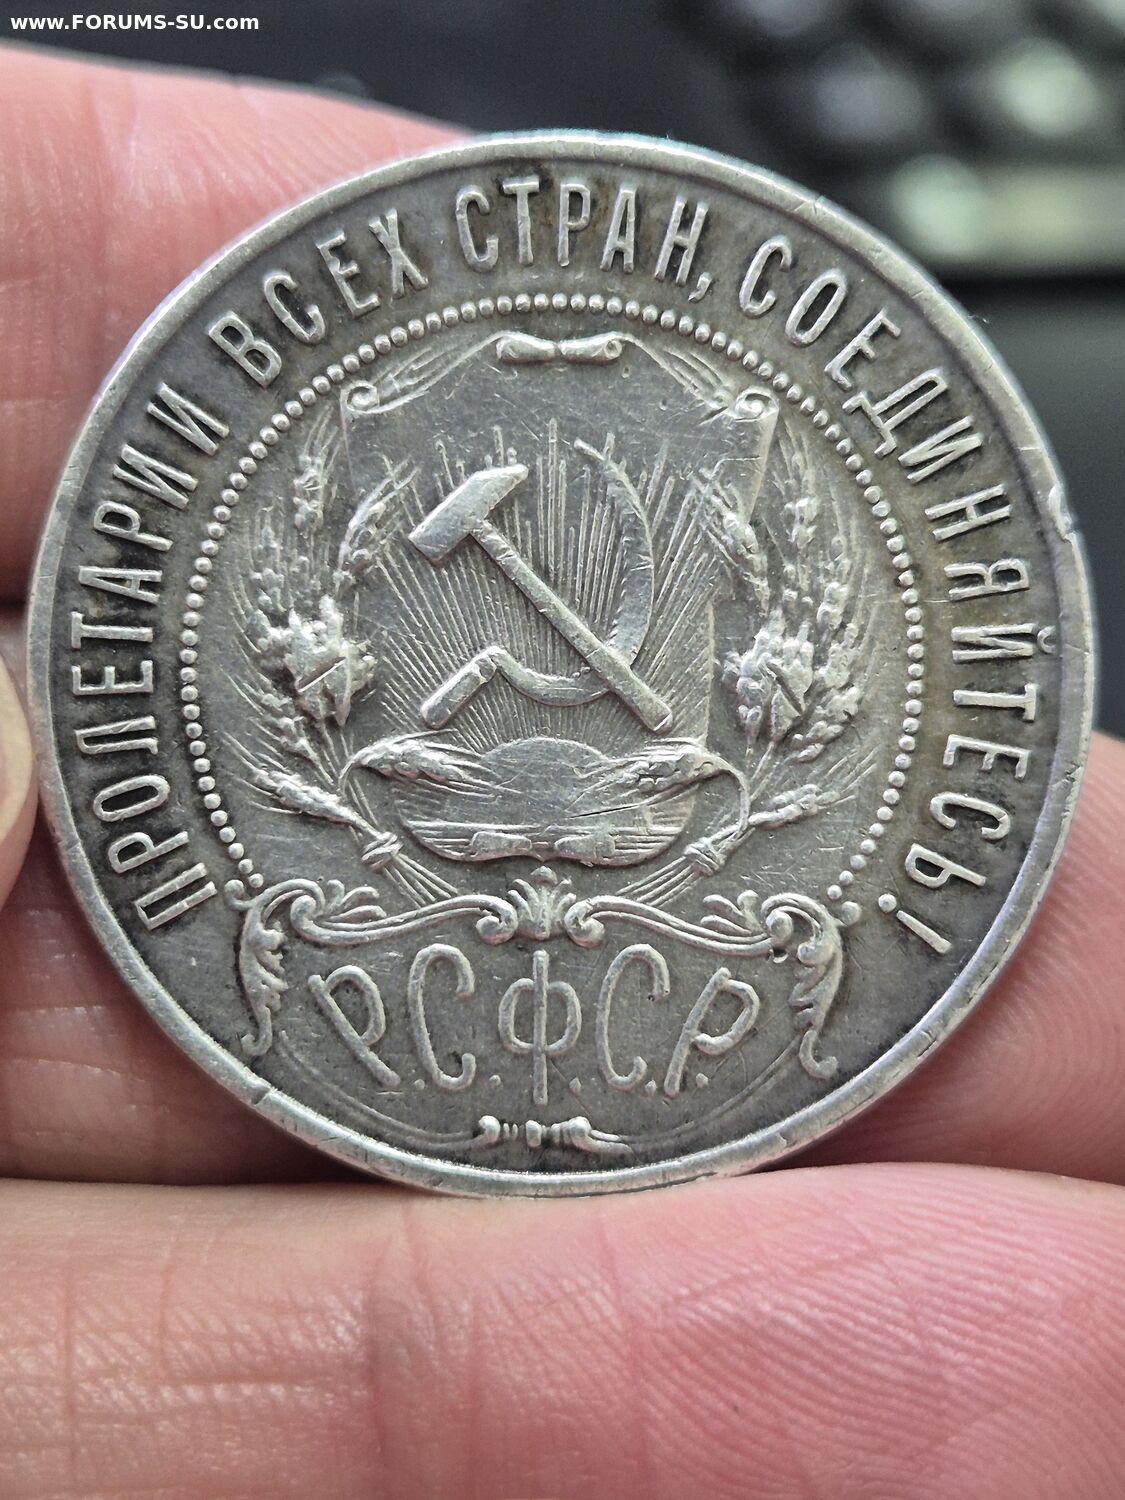 www.FORUMS-SU.com
ПРОЛЕТАРИИ ВСЕХ СТРАН, СОЕДИНЯЙТЕСЬ!
Р.С.Ф.С.Р.